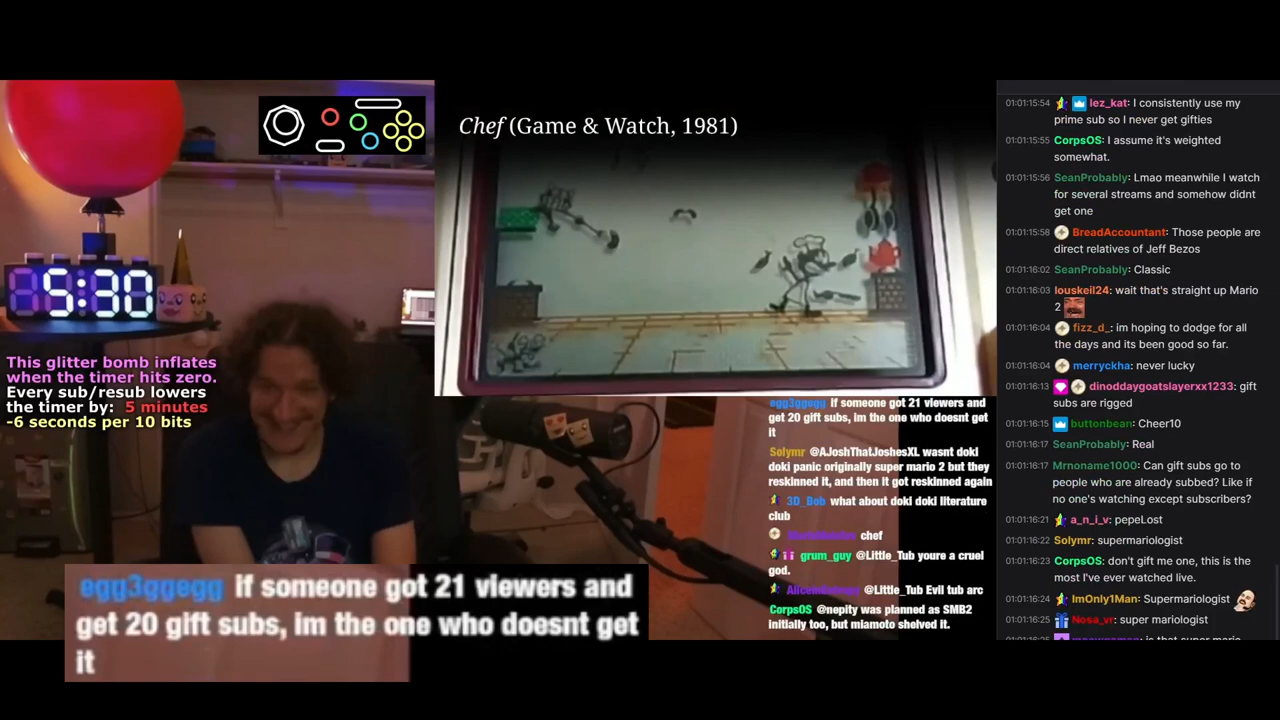 Chef (Game & Watch, 1981)
5:30
This glitter bomb inflates
when the timer hits zero.
Every sub/resub lowers
the timer by: 5 minutes
-6 seconds per 10 bits
egg3ggegg if someone got 21 viewers and
get 20 gift subs, im the one who doesnt get
it
egg3ggegg if someone got 21 viewers and
get 20 gift subs, im the one who doesnt get
it
Solymr @AJoshThatJoshesXL wasnt doki
doki panic originally super mario 2 but they
reskinned it, and then it got reskinned again
3D_Bob what about doki doki literature
club
chef
grum_guy @Little_Tub youre a cruel
god.
@Little_Tub Evil tub arc
CorpsOS @nepity was planned as SMB2
initially too, but miamoto shelved it.
01:01:15:54 lez_kat: I consistently use my
prime sub so I never get gifties
01:01:15:55 CorpsOS: I assume it's weighted
somewhat.
01:01:15:56 SeanProbably: Lmao meanwhile I watch
for several streams and somehow didnt
get one
01:01:15:58 BreadAccountant: Those people are
direct relatives of Jeff Bezos
01:01:16:02 SeanProbably: Classic
01:01:16:03 louskeil24: wait that's straight up Mario
2
01:01:16:04 fizz_d_: im hoping to dodge for all
the days and its been good so far.
01:01:16:04 merryckha: never lucky
01:01:16:13 dinoddaygoatslayerxx1233: gift
subs are rigged
01:01:16:15 buttonbean: Cheer10
01:01:16:17 SeanProbably: Real
01:01:16:17 Mrnoname1000: Can gift subs go to
people who are already subbed? Like if
no one's watching except subscribers?
01:01:16:21 a_n_i_v: pepeLost
01:01:16:22 Solymr: supermariologist
01:01:16:23 CorpsOS: don't gift me one, this is the
most I've ever watched live.
01:01:16:24 ImOnly1Man: Supermariologist
01:01:16:25 Nosa_vr: super mariologist